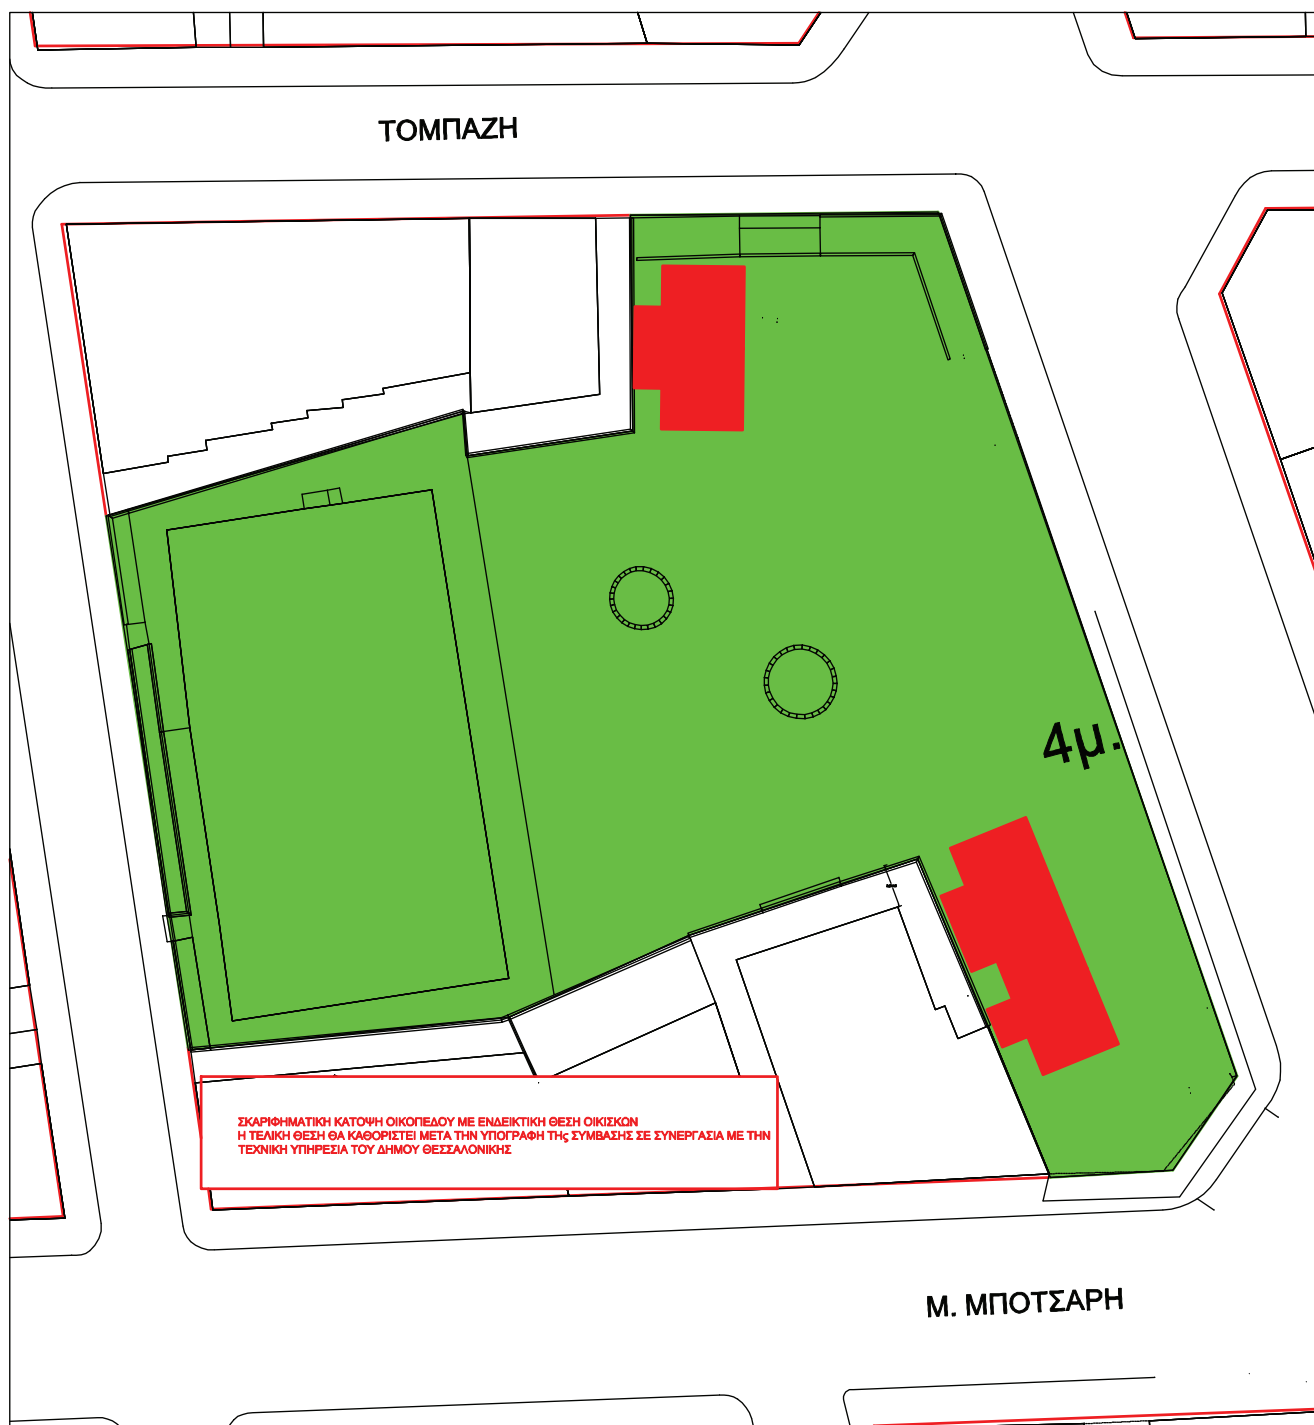 ΤΟΜΠΑΖΗ
4μ.
ΣΚΑΡΙΦΗΜΑΤΙΚΗ ΚΑΤΟΨΗ ΟΙΚΟΠΕΔΟΥ ΜΕ ΕΝΔΕΙΚΤΙΚΗ ΘΕΣΗ ΟΙΚΙΣΚΩΝ
Η ΤΕΛΙΚΗ ΘΕΣΗ ΘΑ ΚΑΘΟΡΙΣΤΕΙ ΜΕΤΑ ΤΗΝ ΥΠΟΓΡΑΦΗ ΤΗς ΣΥΜΒΑΣΗΣ ΣΕ ΣΥΝΕΡΓΑΣΙΑ ΜΕ ΤΗΝ
ΤΕΧΝΙΚΗ ΥΠΗΡΕΣΙΑ ΤΟΥ ΔΗΜΟΥ ΘΕΣΣΑΛΟΝΙΚΗΣ
Μ. ΜΠΟΤΣΑΡΗ